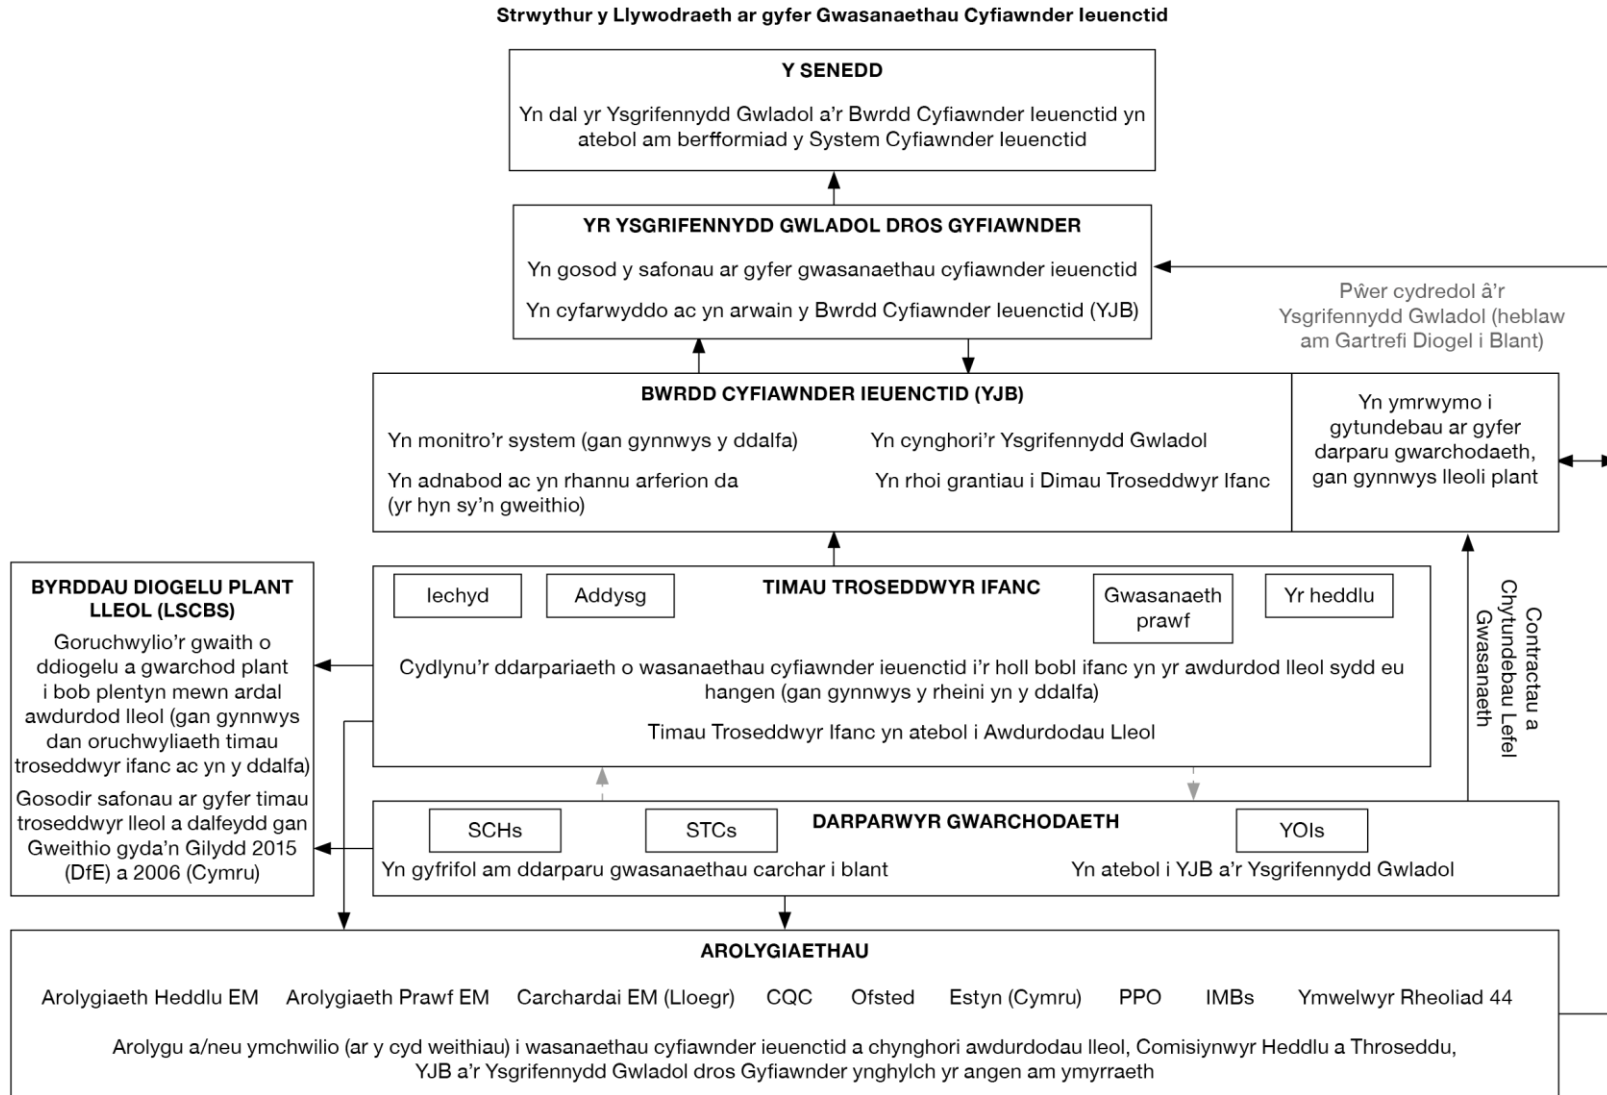 Strwythur y Llywodraeth ar gyfer Gwasanaethau Cyfiawnder Ieuenctid
Y SENEDD
Yn dal yr Ysgrifennydd Gwladol a'r Bwrdd Cyfiawnder Ieuenctid yn
atebol am berfformiad y System Cyfiawnder Ieuenctid
YR YSGRIFENNYDD GWLADOL DROS GYFIAWNDER
Yn gosod y safonau ar gyfer gwasanaethau cyfiawnder ieuenctid
Yn cyfarwyddo ac yn arwain y Bwrdd Cyfiawnder Ieuenctid (YJB)
Pŵer cydredol â'r
Ysgrifennydd Gwladol (heblaw
am Gartrefi Diogel i Blant)
BWRDD CYFIAWNDER IEUENCTID (YJB)
Yn monitro'r system (gan gynnwys y ddalfa)
Yn cynghori'r Ysgrifennydd Gwladol
Yn adnabod ac yn rhannu arferion da
(yr hyn sy'n gweithio)
Yn rhoi grantiau i Dimau Troseddwyr Ifanc
Yn ymrwymo i
gytundebau ar gyfer
darparu gwarchodaeth,
gan gynnwys lleoli plant
BYRDDAU DIOGELU PLANT
LLEOL (LSCBS)
Goruchwylio'r gwaith o
ddiogelu a gwarchod plant
i bob plentyn mewn ardal
awdurdod lleol (gan gynnwys
dan oruchwyliaeth timau
troseddwyr ifanc ac yn y ddalfa)
Gosodir safonau ar gyfer timau
troseddwyr lleol a dalfeydd gan
Gweithio gyda'n Gilydd 2015
(DfE) a 2006 (Cymru)
Iechyd
Addysg
TIMAU TROSEDDWYR IFANC
Gwasanaeth
prawf
Yr heddlu
Cydlynu'r ddarpariaeth o wasanaethau cyfiawnder ieuenctid i'r holl bobl ifanc yn yr awdurdod lleol sydd eu
hangen (gan gynnwys y rheini yn y ddalfa)
Timau Troseddwyr Ifanc yn atebol i Awdurdodau Lleol
Contractau a
Chytundebau Lefel
Gwasanaeth
SCHs
STCs
DARPARWYR GWARCHODAETH
YOIs
Yn gyfrifol am ddarparu gwasanaethau carchar i blant
Yn atebol i YJB a'r Ysgrifennydd Gwladol
AROLYGIAETHAU
Arolygiaeth Heddlu EM Arolygiaeth Prawf EM Carchardai EM (Lloegr) CQC Ofsted Estyn (Cymru) PPO IMBs Ymwelwyr Rheoliad 44
Arolygu a/neu ymchwilio (ar y cyd weithiau) i wasanaethau cyfiawnder ieuenctid a chynghori awdurdodau lleol, Comisiynwyr Heddlu a Throseddu,
YJB a'r Ysgrifennydd Gwladol dros Gyfiawnder ynghylch yr angen am ymyrraeth